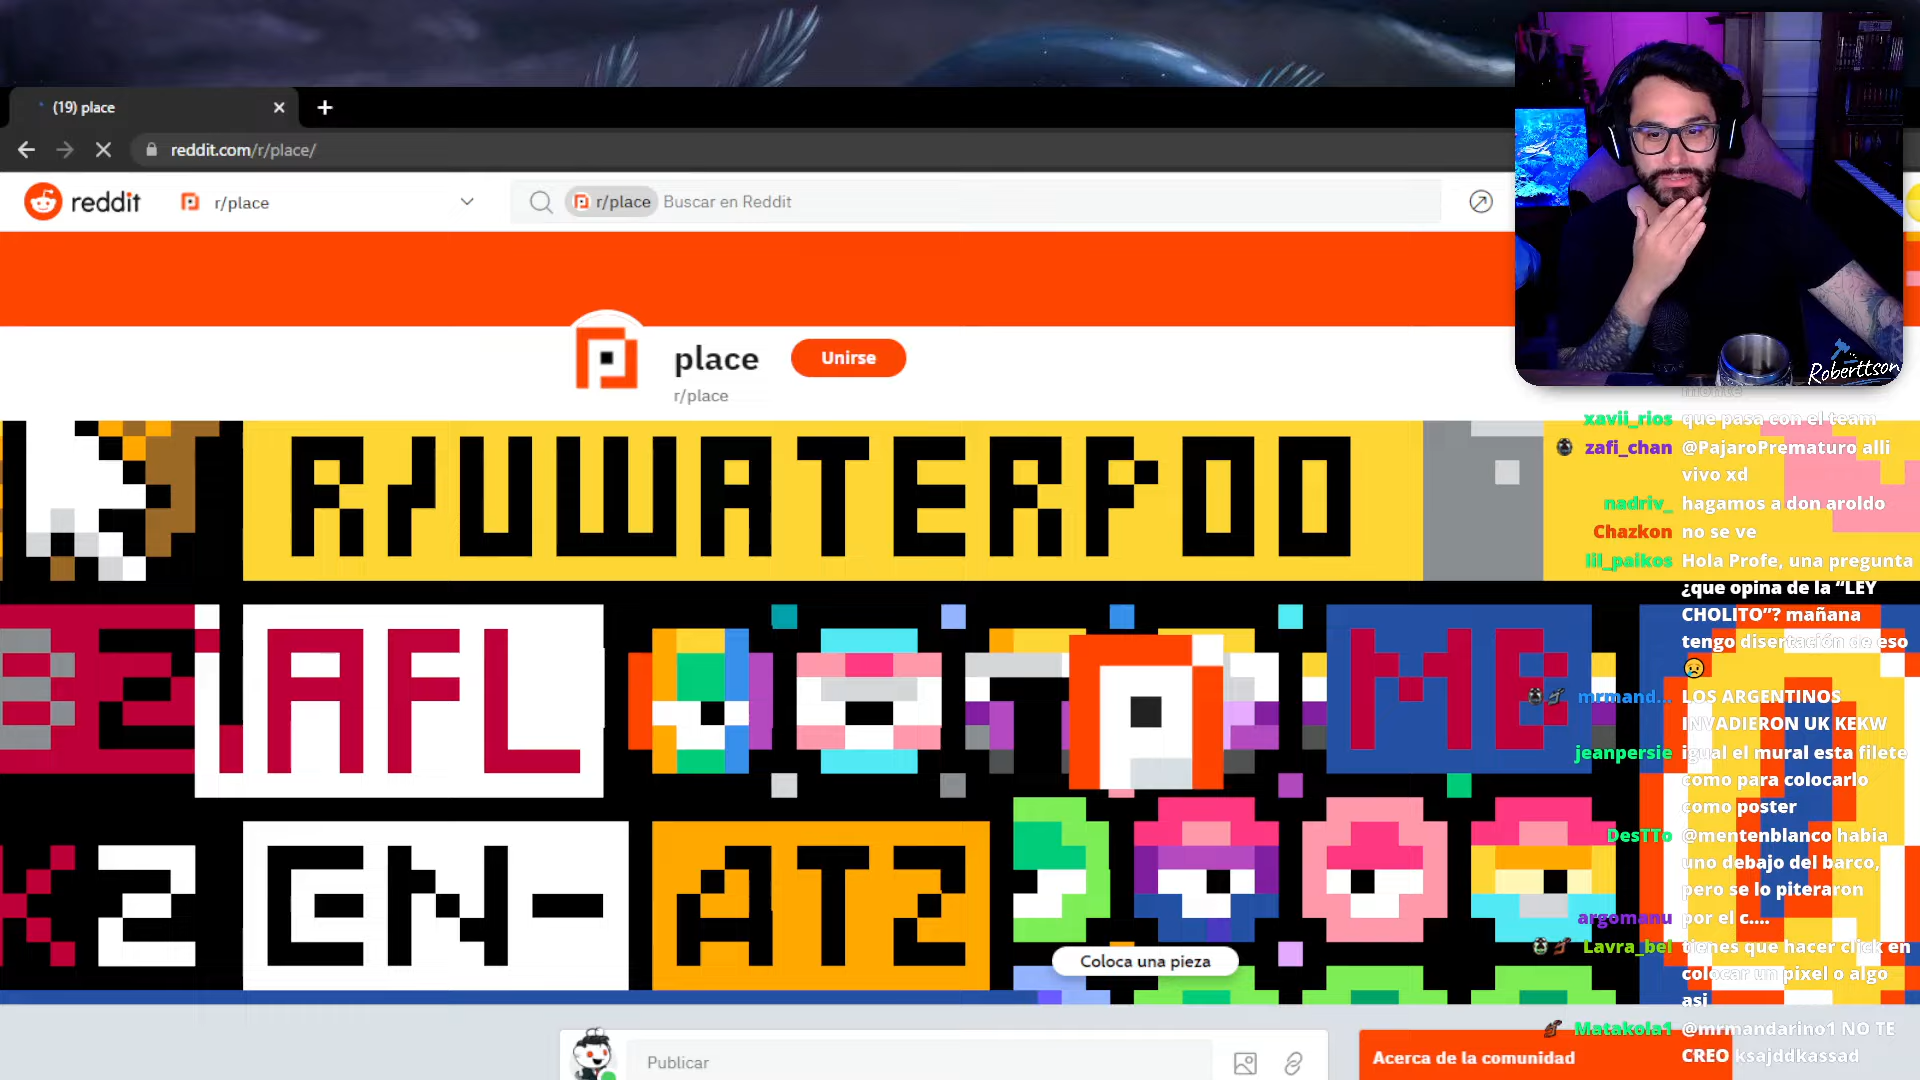 (19) place
reddit.com/r/place/
reddit
r/place
r/place Buscar en Reddit
place
Unirse
r/place
R/UWATERPOO
AFL
MB
EN-
ATZ
Coloca una pieza
Publicar
Acerca de la comunidad
Roberttson
xavii_rios que pasa con el team
zafi_chan @PajaroPrematuro alli
vivo xd
nadriv_ hagamos a don aroldo
Chazkon no se ve
lil_paikos Hola Profe, una pregunta
¿que opina de la “LEY
CHOLITO”? mañana
tengo disertación de eso
mrmand... LOS ARGENTINOS
INVADIERON UK KEKW
jeanpersie igual el mural esta filete
como para colocarlo
como poster
DesTTo @mentenblanco habia
uno debajo del barco,
pero se lo piteraron
argomanu por el c....
Lavra_bel tienes que hacer click en
colocar un pixel o algo
asi
Matakola1 @mrmandarino1 NO TE
CREO ksajddkassad